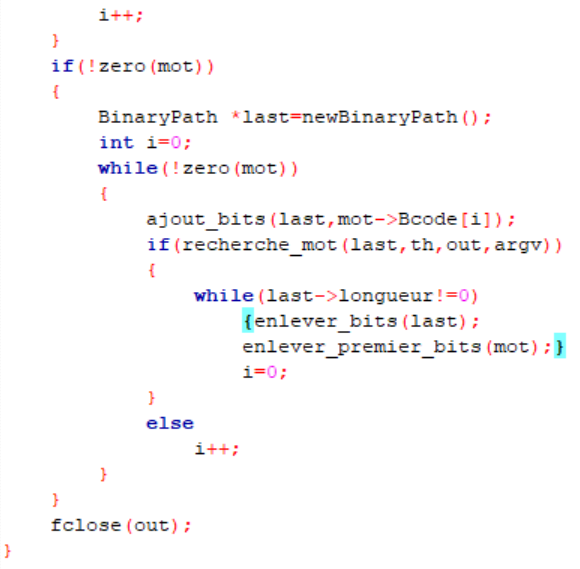 i++;
}
if(!zero(mot))
{
BinaryPath *last=newBinaryPath();
int i=0;
while(!zero(mot))
{
ajout_bits(last,mot->Bcode[i]);
if(recherche_mot(last,th,out,argv))
{
while(last->longueur!=0)
{enlever_bits(last);
enlever_premier_bits(mot);}
i=0;
}
else
i++;
}
}
fclose(out);
}